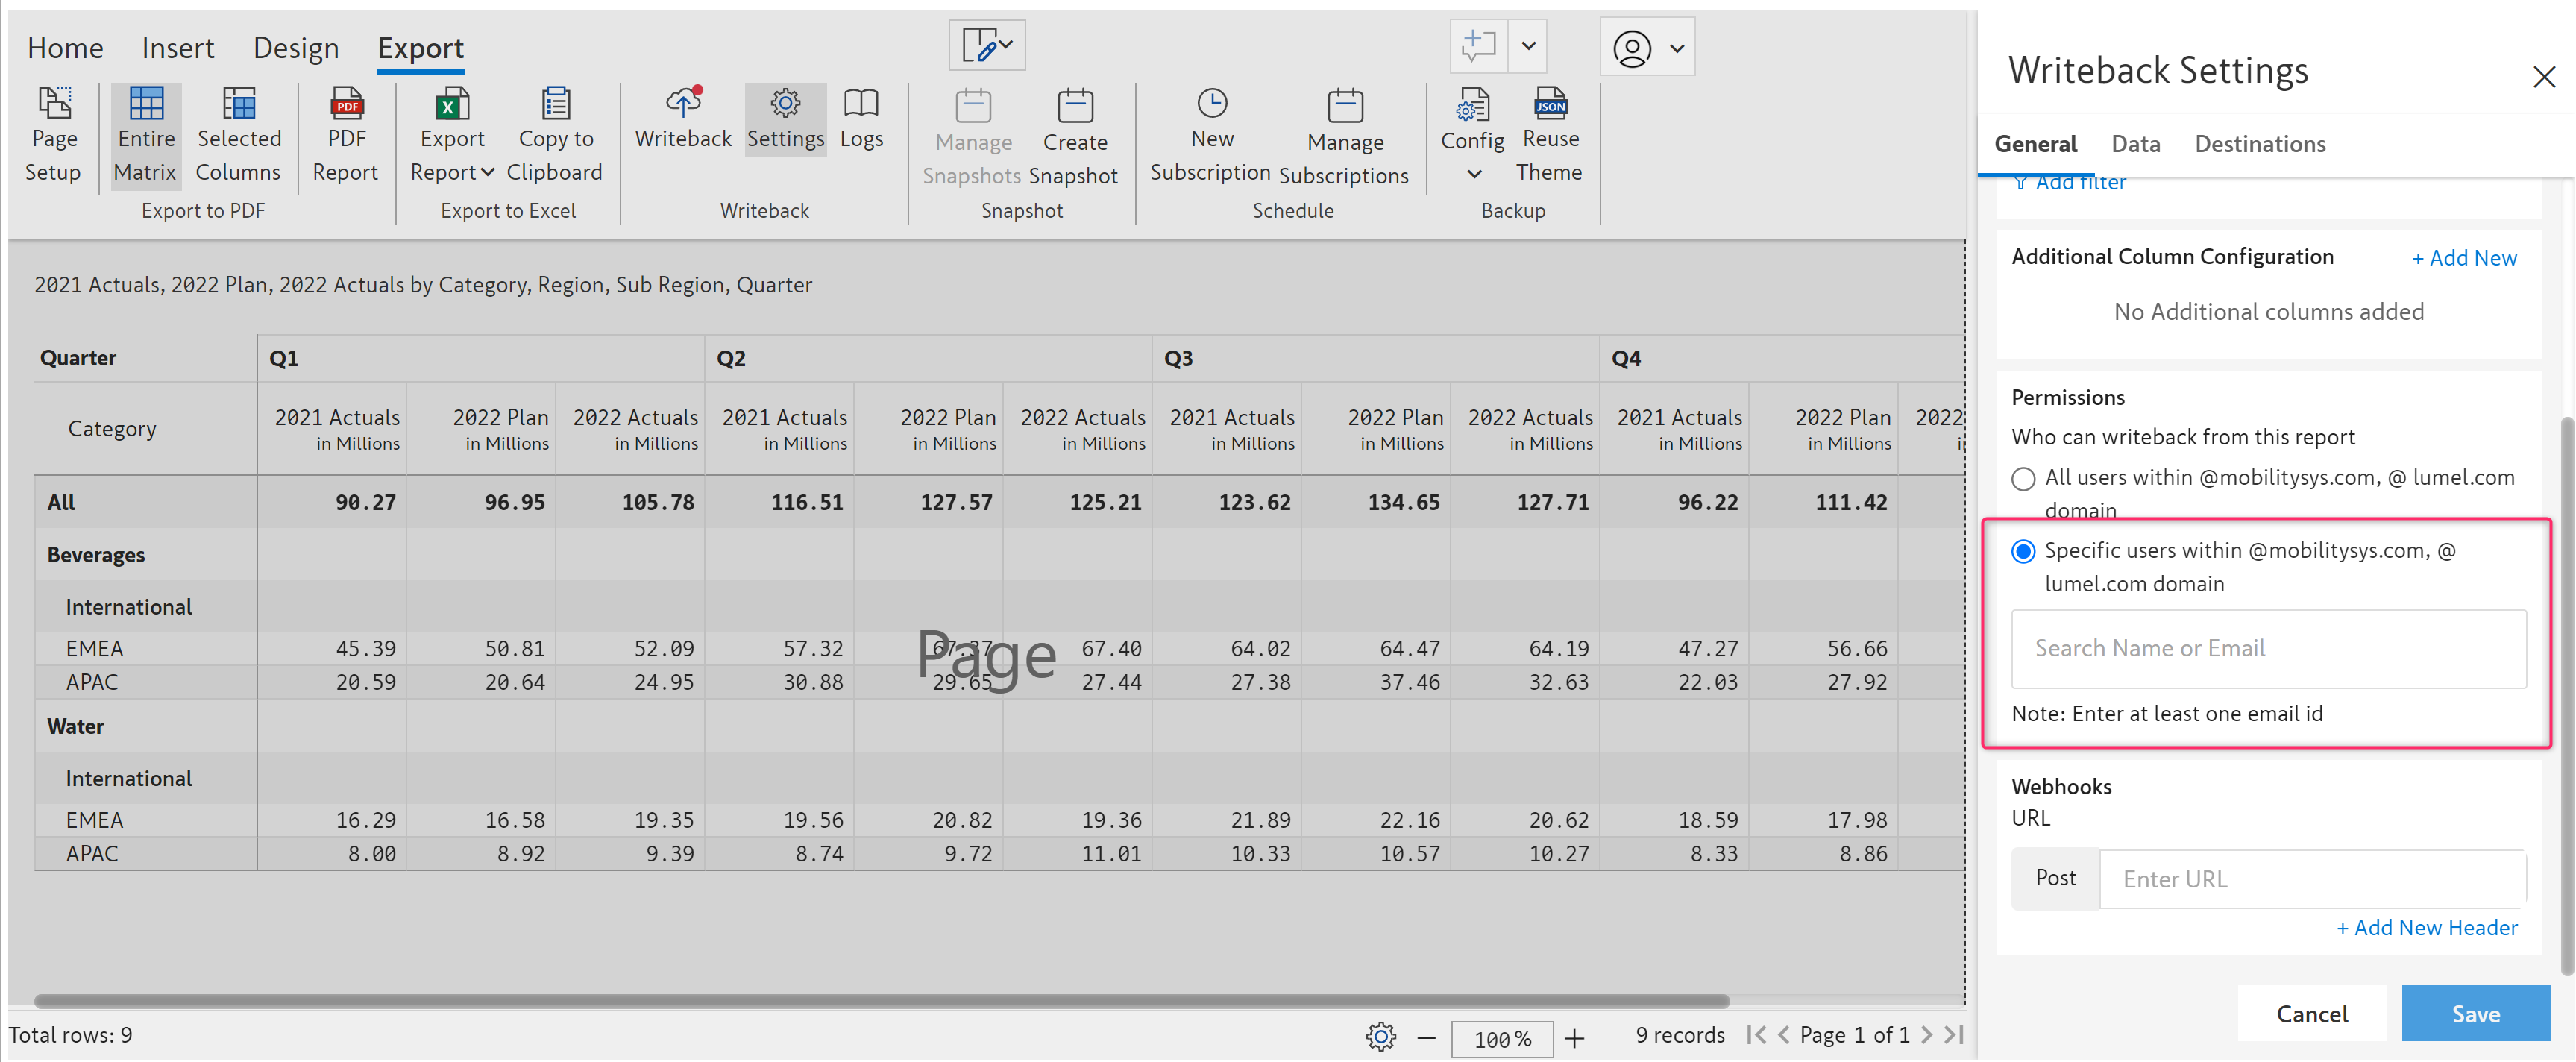 Home Insert Design Export
Page Setup
Entire Matrix
Selected Columns
Export to PDF
PDF Report
Export Report
Copy to Clipboard
Export to Excel
Writeback
Settings
Logs
Writeback
Manage Snapshots
Create Snapshot
Snapshot
New Subscription
Manage Subscriptions
Schedule
Config
JSON
Reuse Theme
Backup
2021 Actuals, 2022 Plan, 2022 Actuals by Category, Region, Sub Region, Quarter
Quarter Q1 Q2 Q3 Q4
Category 2021 Actuals 2022 Plan 2022 Actuals 2021 Actuals 2022 Plan 2022 Actuals 2021 Actuals 2022 Plan 2022 Actuals 2021 Actuals 2022 Plan 2022
in Millions in Millions in Millions in Millions in Millions in Millions in Millions in Millions in Millions in Millions in Millions
All 90.27 96.95 105.78 116.51 127.57 125.21 123.62 134.65 127.71 96.22 111.42
Beverages
International
EMEA 45.39 50.81 52.09 57.32 67.37 67.40 64.02 64.47 64.19 47.27 56.66
APAC 20.59 20.64 24.95 30.88 29.65 27.44 27.38 37.46 32.63 22.03 27.92
Page
Water
International
EMEA 16.29 16.58 19.35 19.56 20.82 19.36 21.89 22.16 20.62 18.59 17.98
APAC 8.00 8.92 9.39 8.74 9.72 11.01 10.33 10.57 10.27 8.33 8.86
Total rows: 9
100%
9 records
Page 1 of 1
Writeback Settings
General Data Destinations
Add filter
Additional Column Configuration + Add New
No Additional columns added
Permissions
Who can writeback from this report
All users within @mobilitysys.com, @ lumel.com
domain
Specific users within @mobilitysys.com, @
lumel.com domain
Search Name or Email
Note: Enter at least one email id
Webhooks
URL
Post Enter URL
+ Add New Header
Cancel Save